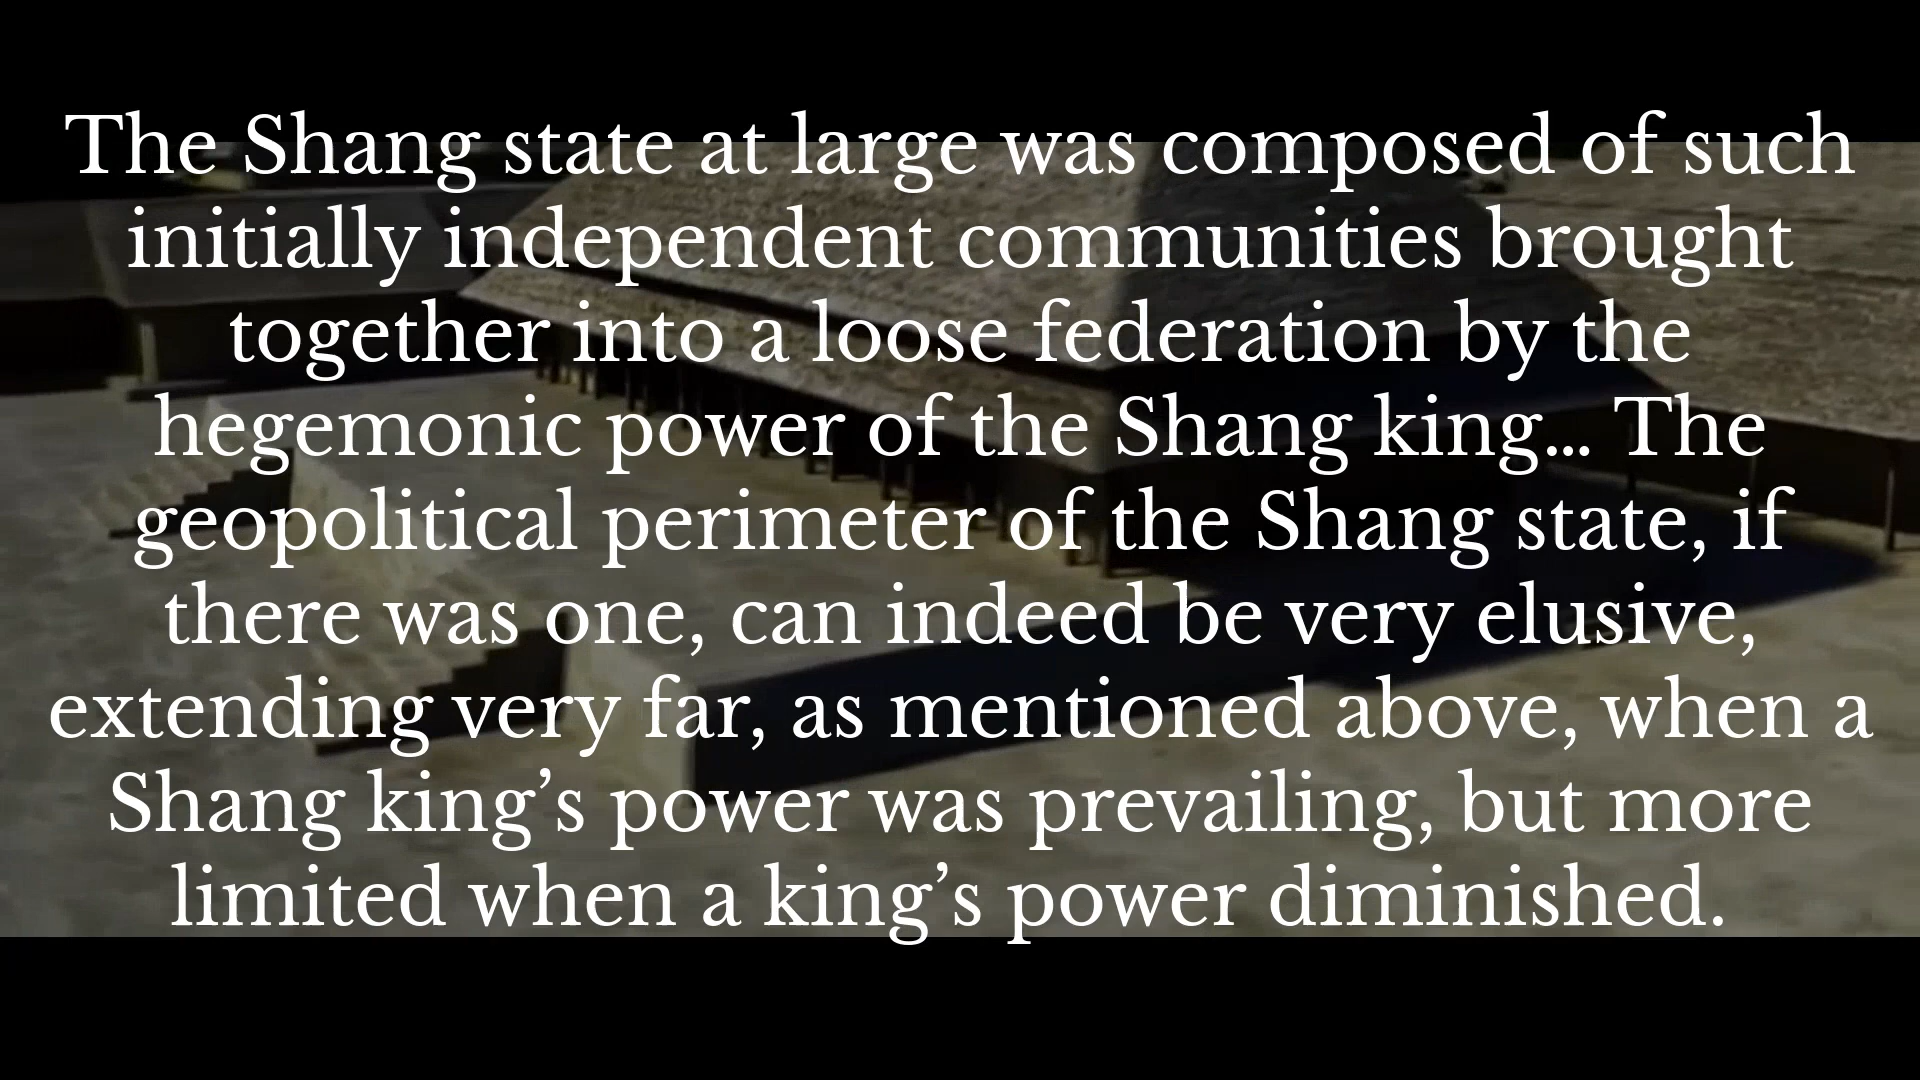 The Shang state at large was composed of such
initially independent communities brought
together into a loose federation by the
hegemonic power of the Shang king… The
geopolitical perimeter of the Shang state, if
there was one, can indeed be very elusive,
extending very far, as mentioned above, when a
Shang king’s power was prevailing, but more
limited when a king’s power diminished.